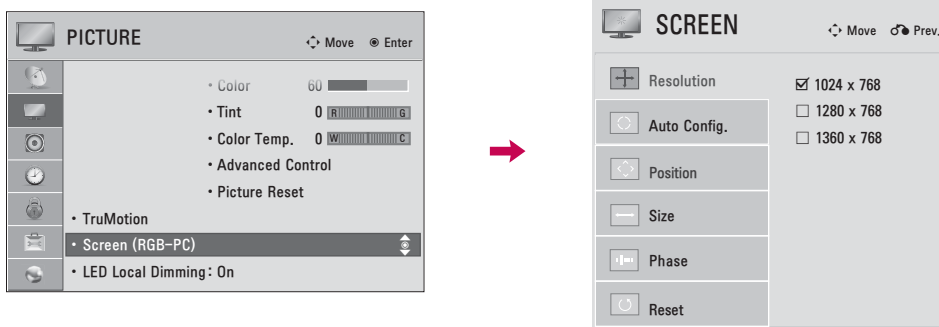 PICTURE
Move Enter
• Color 60
• Tint 0 R G
• Color Temp. 0 W C
• Advanced Control
• Picture Reset
• TruMotion
• Screen (RGB-PC)
• LED Local Dimming: On
SCREEN
Move Prev.
Resolution
Auto Config.
Position
Size
Phase
Reset
☑ 1024 x 768
☐ 1280 x 768
☐ 1360 x 768